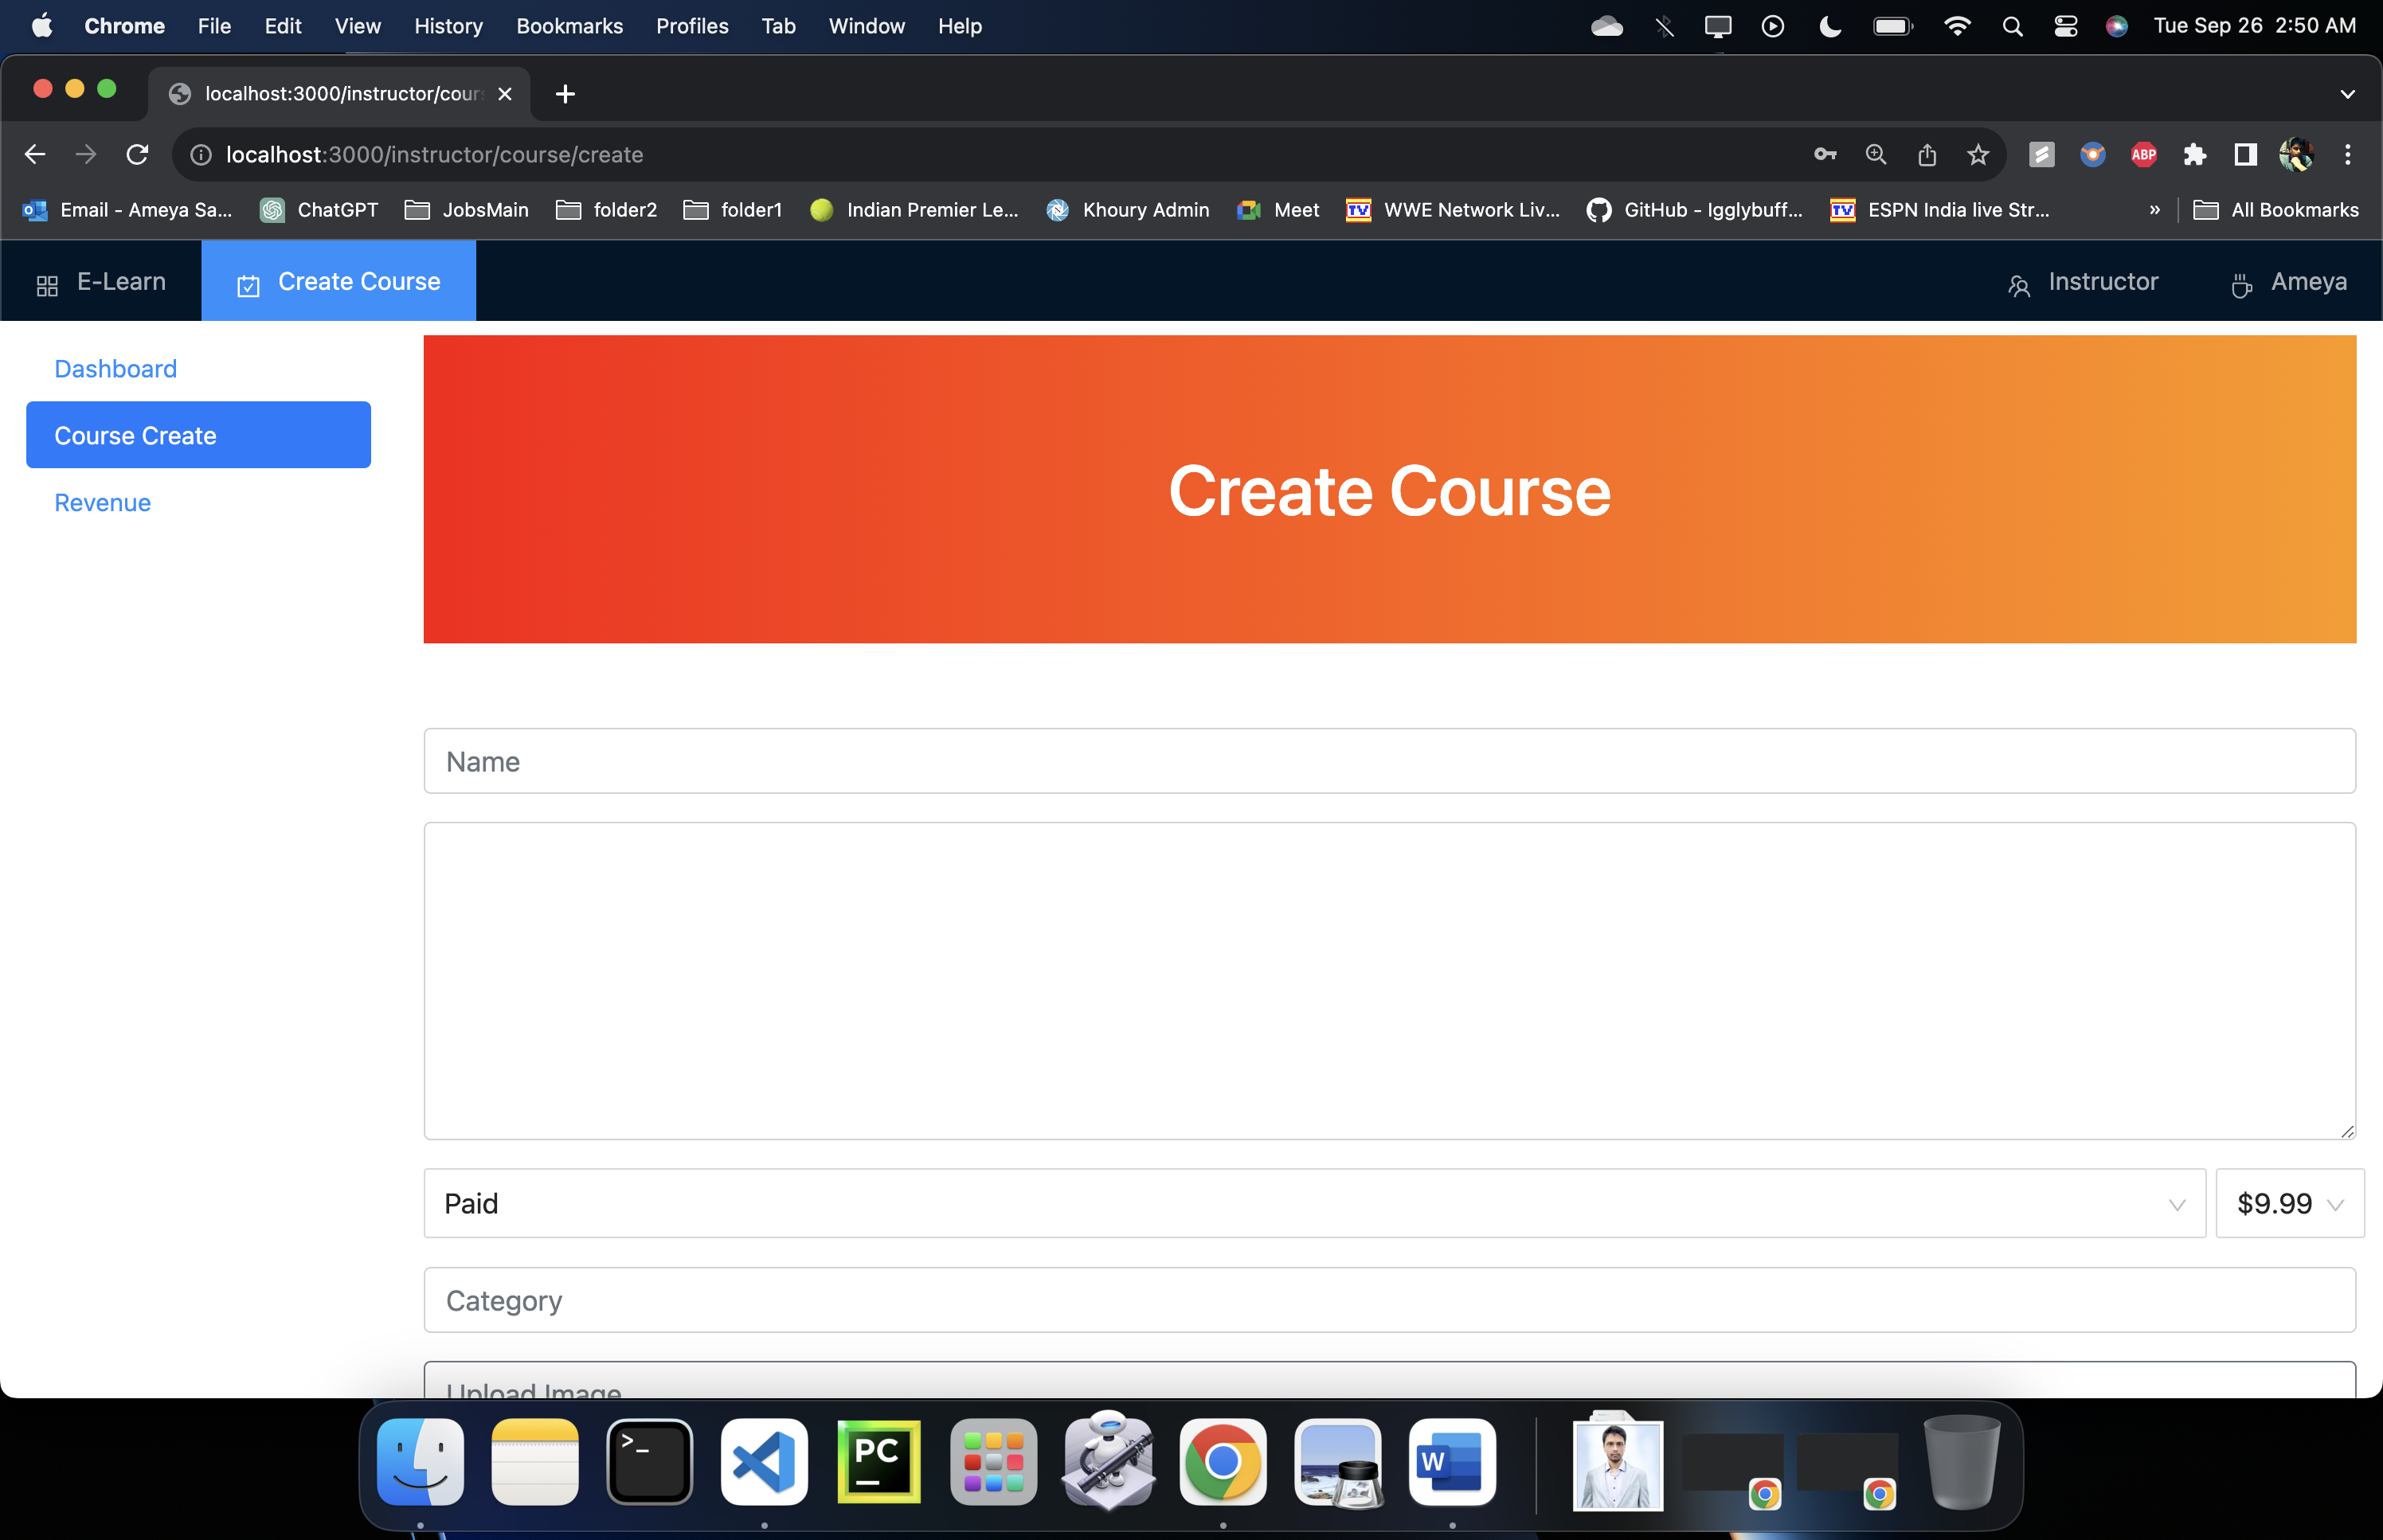 Chrome File Edit View History Bookmarks Profiles Tab Window Help Tue Sep 26 2:50 AM
localhost:3000/instructor/cour
localhost:3000/instructor/course/create ABP
Email - Ameya Sa... ChatGPT JobsMain folder2 folder1 Indian Premier Le... Khoury Admin Meet TV WWE Network Liv... GitHub - Igglybuff... TV ESPN India live Str... » All Bookmarks
E-Learn Create Course Instructor Ameya
Dashboard
Course Create
Revenue
Create Course
Name
Paid $9.99
Category
Upload Image
>_ PC W